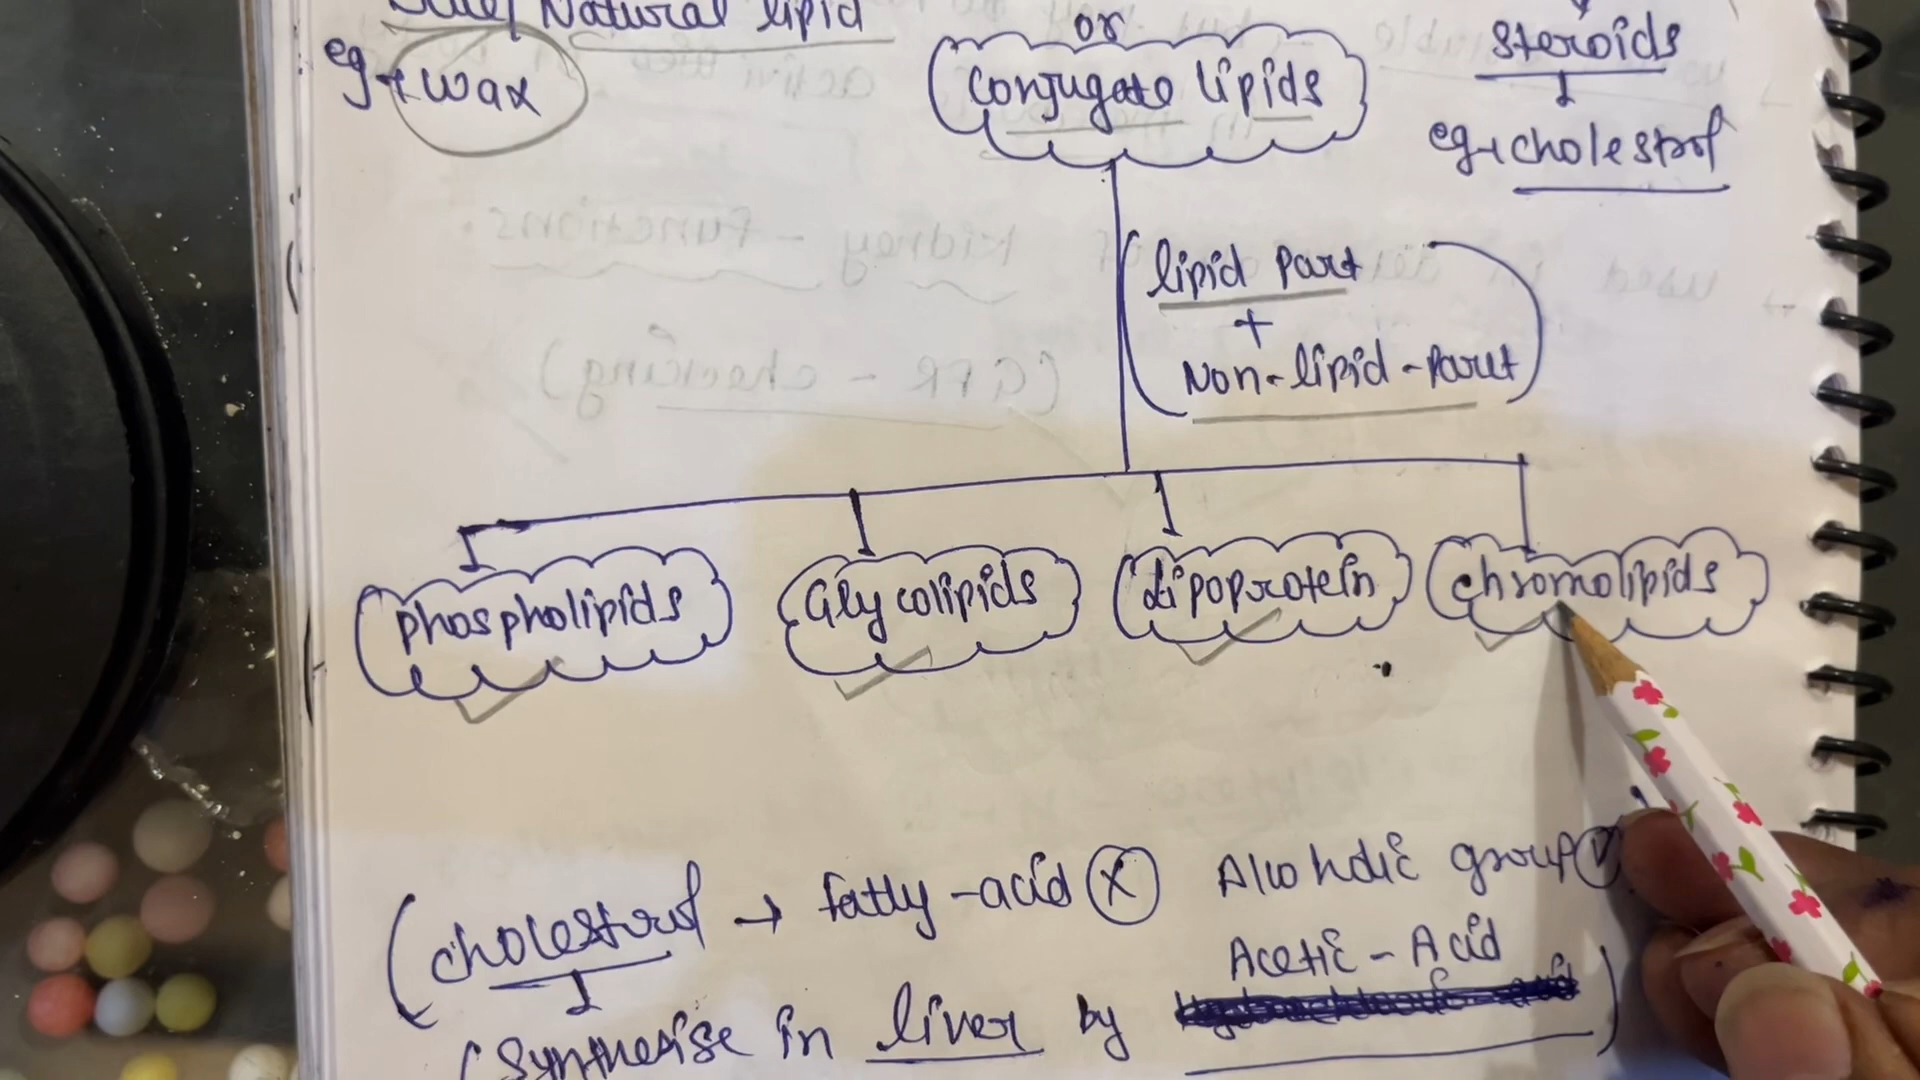 Natural lipid
eg→ wax
or
conjugate lipids
steroids
eg→ cholestrol
lipid part
+
Non-lipid-part
phospholipids
Glycolipids
Lipoprotein
chromolipids
(cholestrol → fatty-acid (X) Alcohdic group
Acetic-Acid
(synthesise in liver by